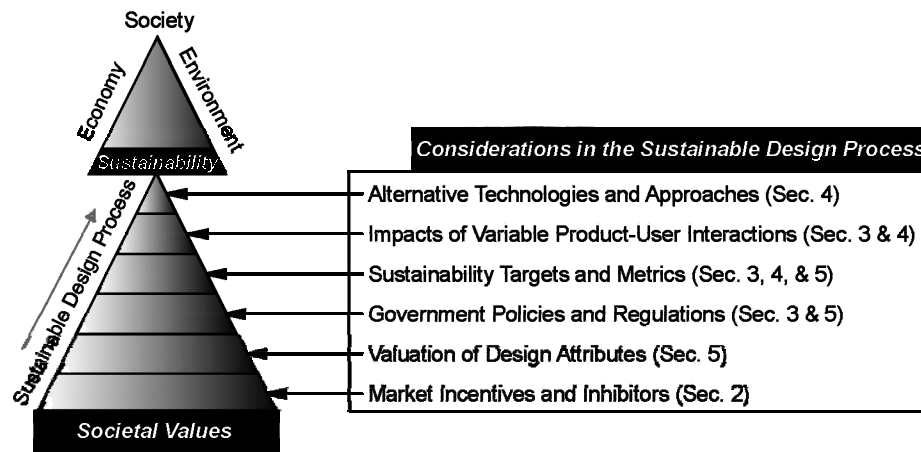 Society
Economy
Environment
Sustainability
Sustainable Design Process
Considerations in the Sustainable Design Process
Alternative Technologies and Approaches (Sec. 4)
Impacts of Variable Product-User Interactions (Sec. 3 & 4)
Sustainability Targets and Metrics (Sec. 3, 4, & 5)
Government Policies and Regulations (Sec. 3 & 5)
Valuation of Design Attributes (Sec. 5)
Market Incentives and Inhibitors (Sec. 2)
Societal Values